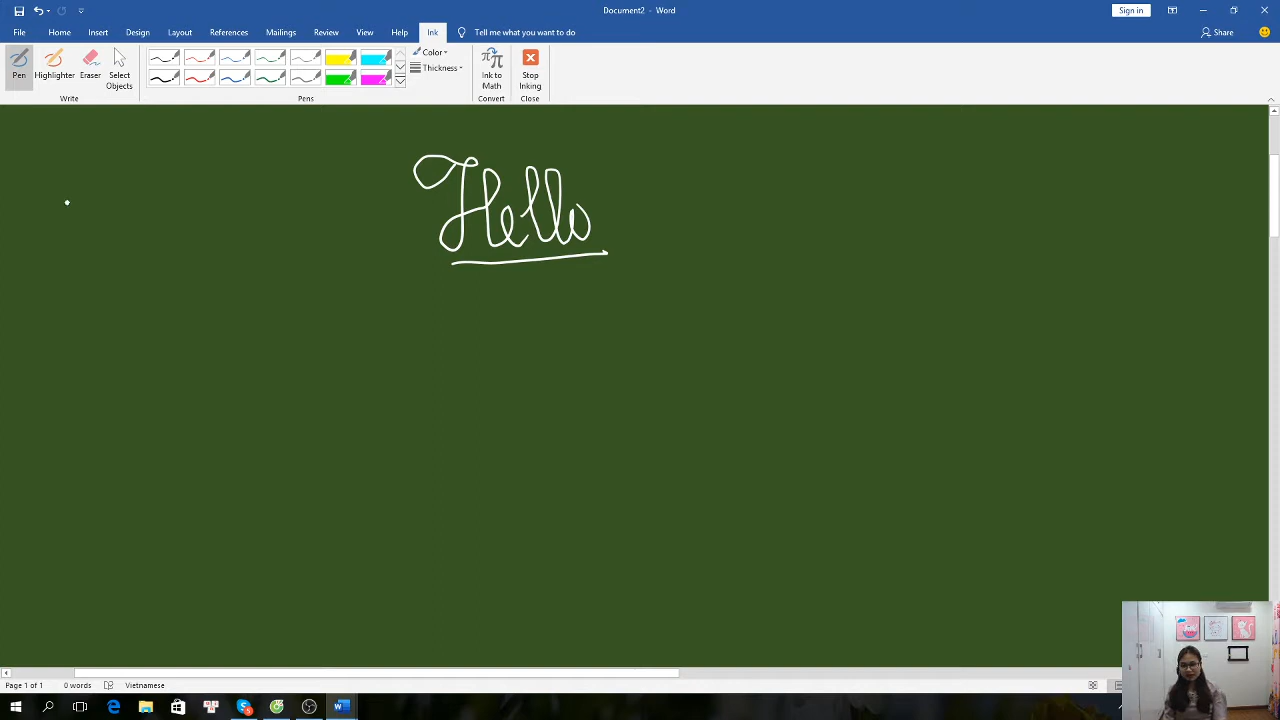 Document2 - Word
Sign in
File Home Insert Design Layout References Mailings Review View Help Ink Tell me what you want to do Share
Pen Highlighter Eraser Select Objects
Color
Thickness
Ink to Math
Stop Inking
Write Pens Convert Close
Hello
Page 1 of 1 0 words Vietnamese